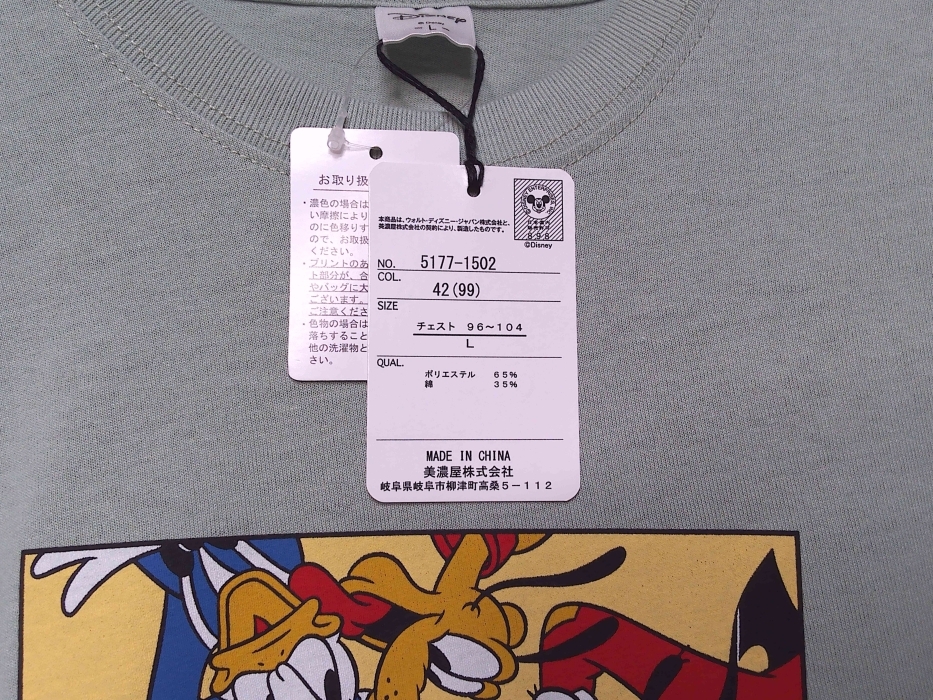 Disney
© Disney
L
お取り扱
・濃色の場合は
い摩擦により
のに色移りす
ので、お取扱
ください。
・プリントのあ
ト部分が、合
やバッグに大
ございます。
ご注意くださ
・色物の場合は
落ちすること
他の洗濯物と
さい。
本商品は、ウォルト・ディズニー・ジャパン株式会社と、
美濃屋株式会社の契約により、製造したものです。
©Disney
NO. 5177-1502
COL. 42(99)
SIZE
チェスト 96~104
L
QUAL.
ポリエステル 65%
綿 35%
MADE IN CHINA
美濃屋株式会社
岐阜県岐阜市柳津町高桑5-112